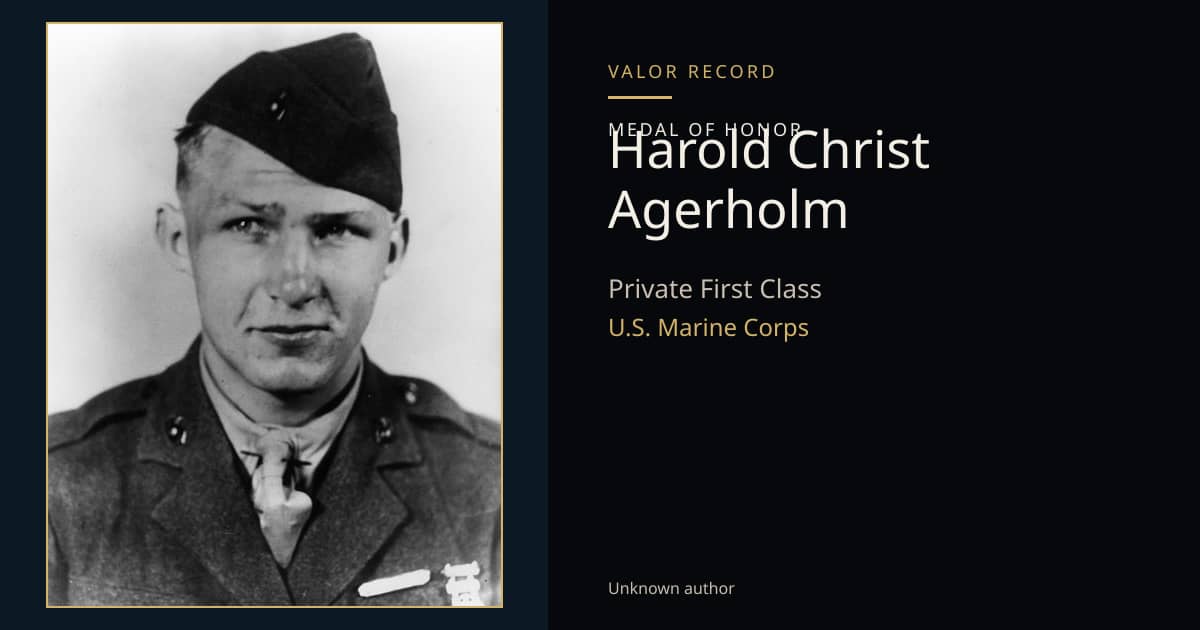 VALOR RECORD
MEDAL OF HONOR
Harold Christ
Agerholm
Private First Class
U.S. Marine Corps
Unknown author